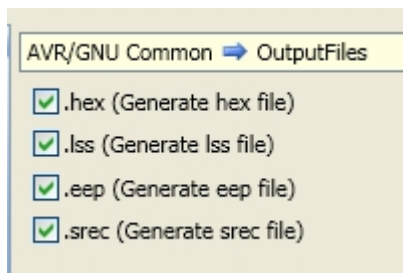 AVR/GNU Common ➡ OutputFiles
.hex (Generate hex file)
.lss (Generate lss file)
.eep (Generate eep file)
.srec (Generate srec file)